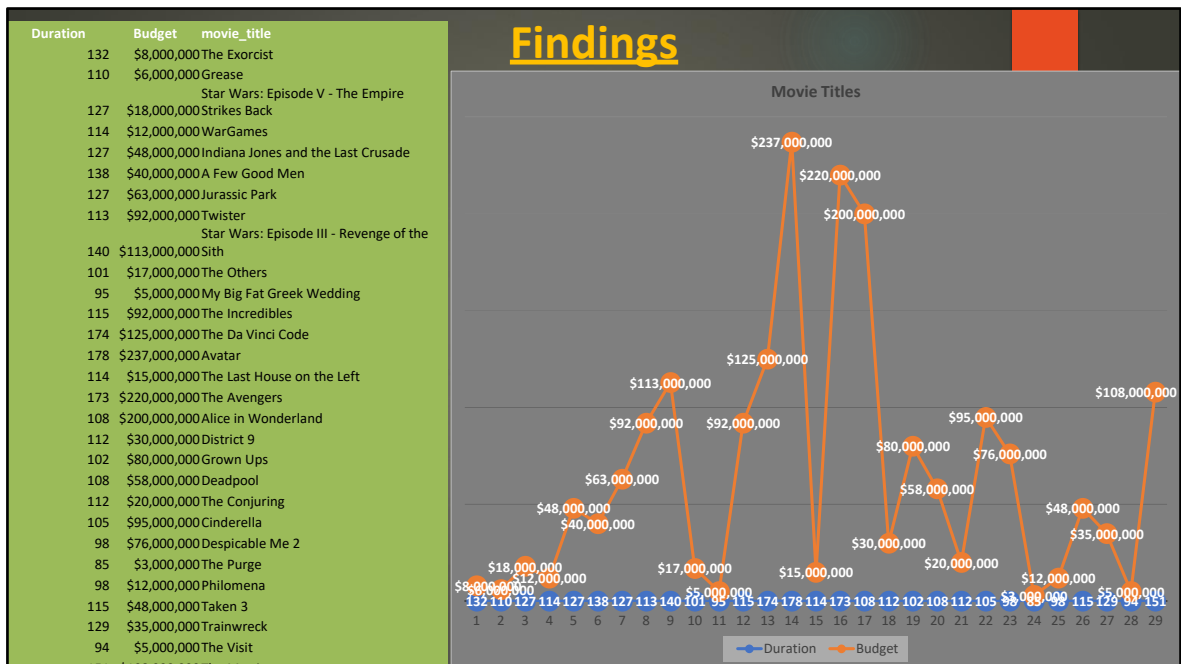 Findings
Duration Budget movie_title
132 $8,000,000 The Exorcist
110 $6,000,000 Grease
Star Wars: Episode V - The Empire
127 $18,000,000 Strikes Back
114 $12,000,000 WarGames
127 $48,000,000 Indiana Jones and the Last Crusade
138 $40,000,000 A Few Good Men
127 $63,000,000 Jurassic Park
113 $92,000,000 Twister
Star Wars: Episode III - Revenge of the
140 $113,000,000 Sith
101 $17,000,000 The Others
95 $5,000,000 My Big Fat Greek Wedding
115 $92,000,000 The Incredibles
174 $125,000,000 The Da Vinci Code
178 $237,000,000 Avatar
114 $15,000,000 The Last House on the Left
173 $220,000,000 The Avengers
108 $200,000,000 Alice in Wonderland
112 $30,000,000 District 9
102 $80,000,000 Grown Ups
108 $58,000,000 Deadpool
112 $20,000,000 The Conjuring
105 $95,000,000 Cinderella
98 $76,000,000 Despicable Me 2
85 $3,000,000 The Purge
98 $12,000,000 Philomena
115 $48,000,000 Taken 3
129 $35,000,000 Trainwreck
94 $5,000,000 The Visit
Movie Titles
$237,000,000
$220,000,000
$200,000,000
$125,000,000
$113,000,000
$108,000,000
$95,000,000
$92,000,000 $92,000,000
$80,000,000
$76,000,000
$63,000,000
$58,000,000
$48,000,000 $48,000,000
$40,000,000
$35,000,000
$30,000,000
$20,000,000
$18,000,000 $17,000,000
$15,000,000
$12,000,000 $12,000,000
$8,000,000 $6,000,000 $5,000,000 $3,000,000 $5,000,000
132 110 127 114 127 138 127 113 140 101 95 115 174 178 114 173 108 112 102 108 112 105 98 85 98 115 129 94 151
1 2 3 4 5 6 7 8 9 10 11 12 13 14 15 16 17 18 19 20 21 22 23 24 25 26 27 28 29
Duration Budget